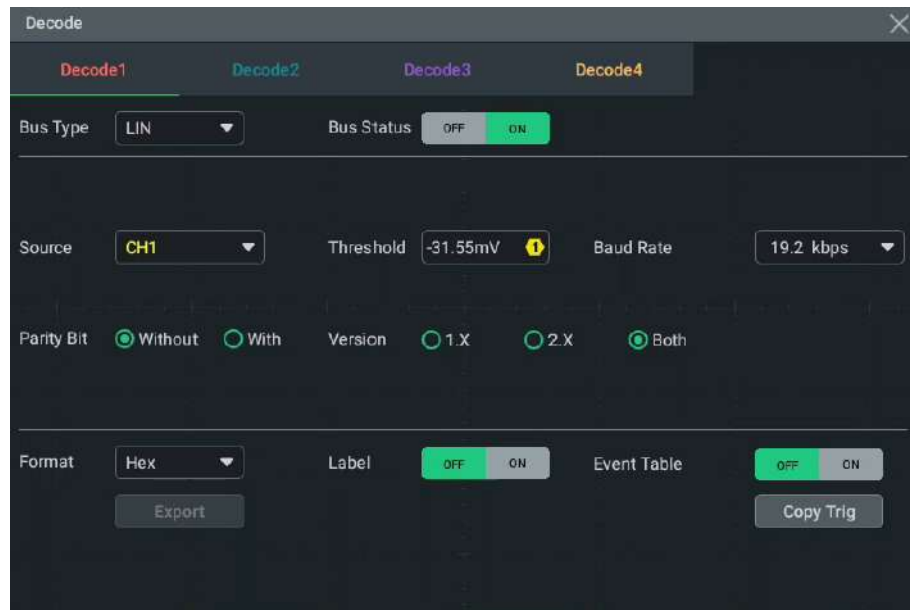 Decode
Decode1 Decode2 Decode3 Decode4
Bus Type LIN Bus Status OFF ON
Source CH1 Threshold -31.55mV 1 Baud Rate 19.2 kbps
Parity Bit Without With Version 1.X 2.X Both
Format Hex Label OFF ON Event Table OFF ON
Export Copy Trig